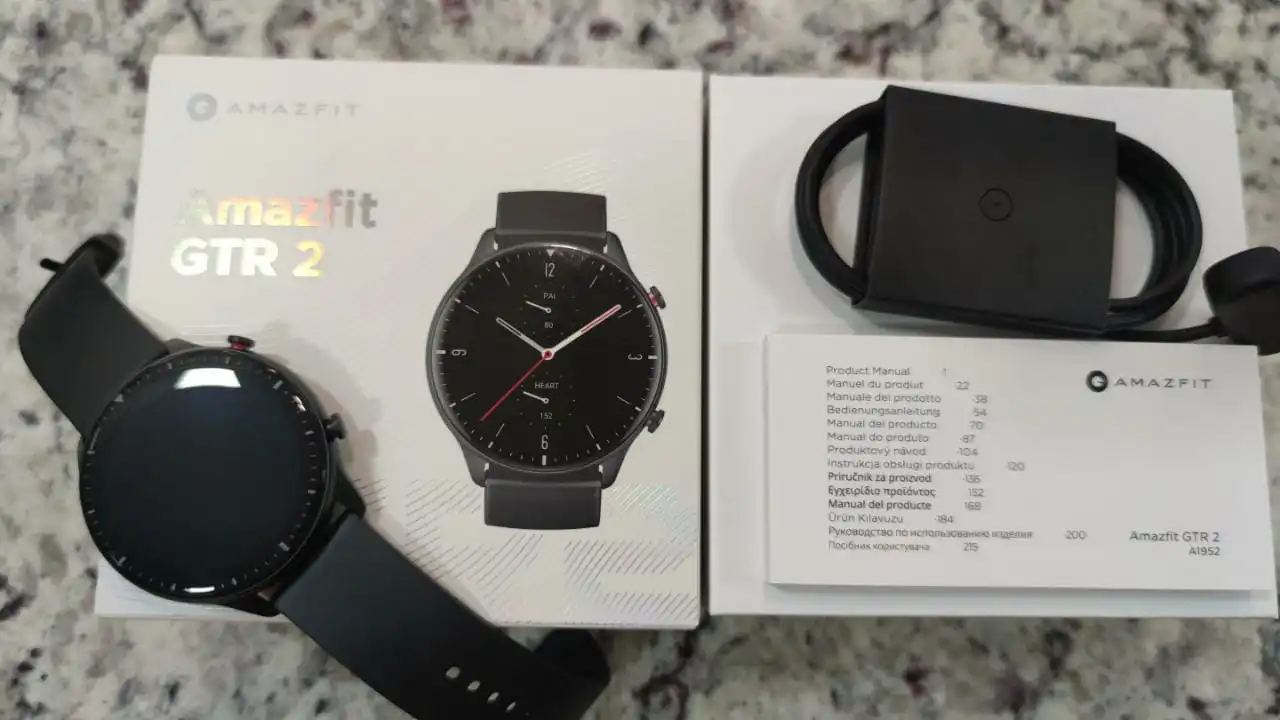 AMAZFIT
Amazfit
GTR 2
12
PAI
80
9
3
HEART
152
6
AMAZFIT
Product Manual 1
Manuel du produit ·22
Manuale del prodotto ·38
Bedienungsanleitung ·54
Manual del producto ·70
Manual do produto ·87
Produktový návod ·104
Instrukcja obsługi produktu ·120
Priručnik za proizvod ·136
Εγχειρίδιο προϊόντος 152
Manual del producte ·168
Ürün Kılavuzu ·184
Руководство по использованию изделия ·200
Посібник користувача 215
Amazfit GTR 2
A1952